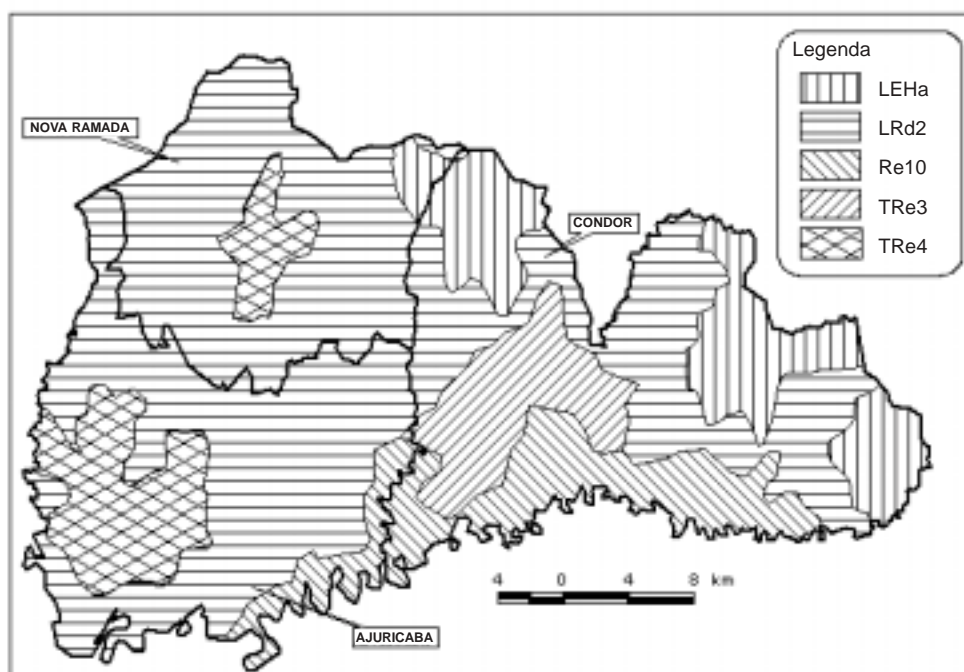 Legenda
LEHa
LRd2
Re10
TRe3
TRe4
NOVA RAMADA
CONDOR
4 0 4 8 km
AJURICABA